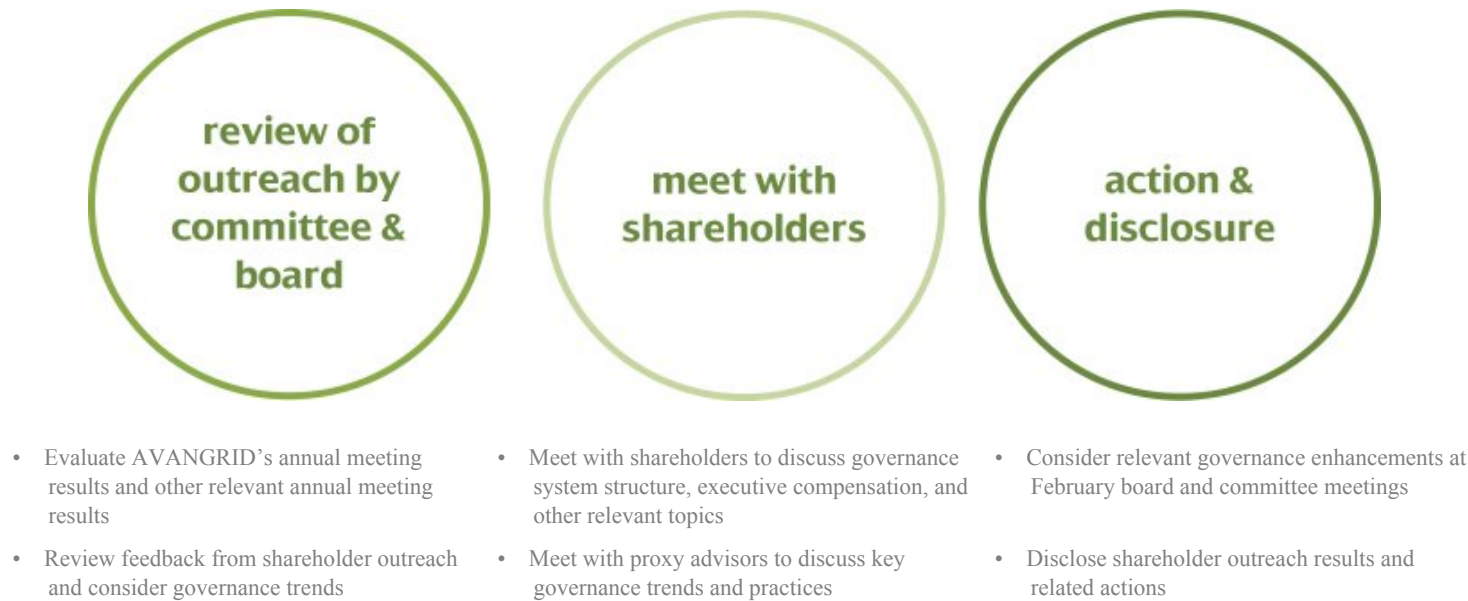 review of
outreach by
committee &
board
meet with
shareholders
action &
disclosure
• Evaluate AVANGRID’s annual meeting
results and other relevant annual meeting
results
• Review feedback from shareholder outreach
and consider governance trends
• Meet with shareholders to discuss governance
system structure, executive compensation, and
other relevant topics
• Meet with proxy advisors to discuss key
governance trends and practices
• Consider relevant governance enhancements at
February board and committee meetings
• Disclose shareholder outreach results and
related actions